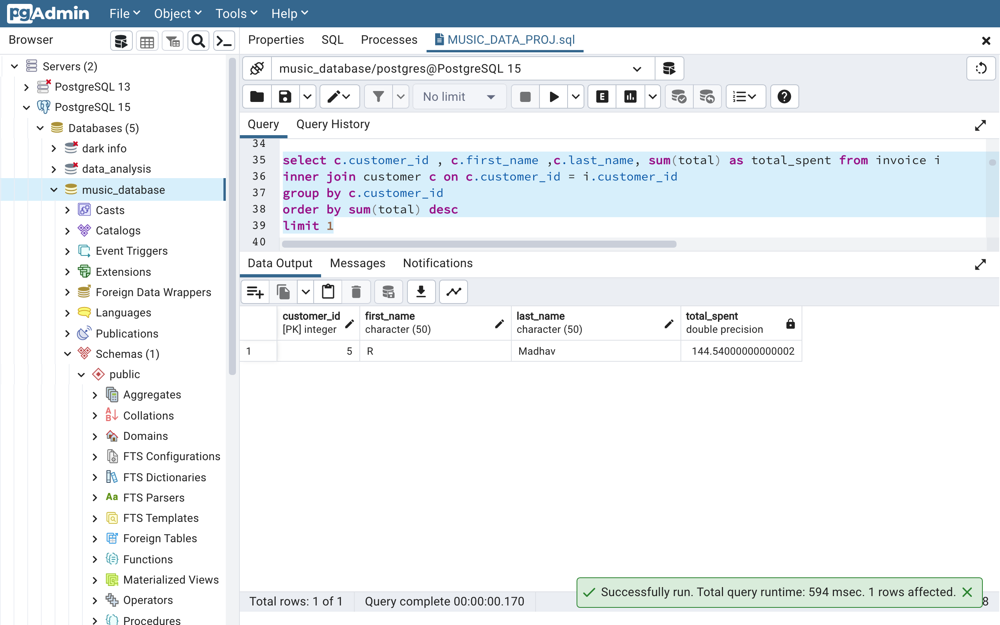 pgAdmin File Object Tools Help
Browser
Properties SQL Processes MUSIC_DATA_PROJ.sql
Servers (2)
PostgreSQL 13
PostgreSQL 15
Databases (5)
dark info
data_analysis
music_database
Casts
Catalogs
Event Triggers
Extensions
Foreign Data Wrappers
Languages
Publications
Schemas (1)
public
Aggregates
Collations
Domains
FTS Configurations
FTS Dictionaries
Aa FTS Parsers
FTS Templates
Foreign Tables
Functions
Materialized Views
Operators
Procedures
music_database/postgres@PostgreSQL 15
No limit E
Query Query History
34
35 select c.customer_id , c.first_name ,c.last_name, sum(total) as total_spent from invoice i
36 inner join customer c on c.customer_id = i.customer_id
37 group by c.customer_id
38 order by sum(total) desc
39 limit 1
40
Data Output Messages Notifications
customer_id first_name last_name total_spent
[PK] integer character (50) character (50) double precision
1 5 R Madhav 144.54000000000002
Successfully run. Total query runtime: 594 msec. 1 rows affected.
Total rows: 1 of 1 Query complete 00:00:00.170 8